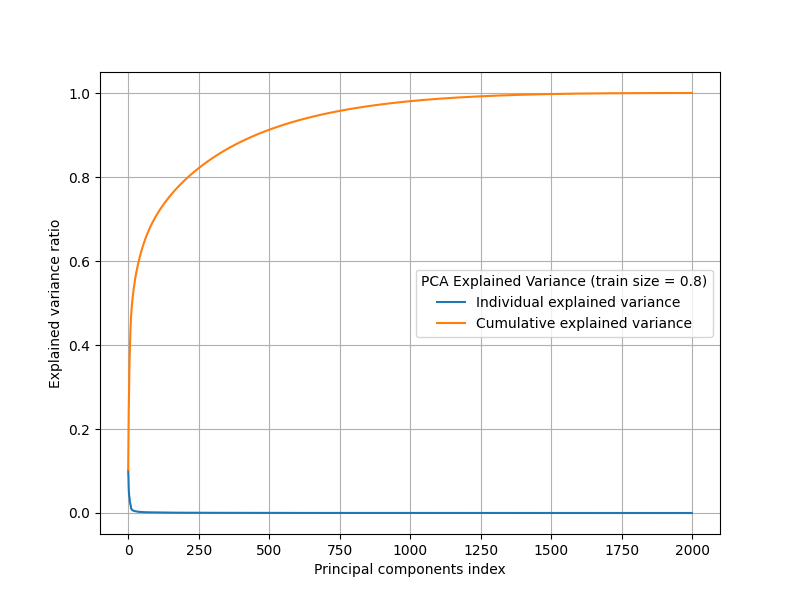 1.0
0.8
0.6
0.4
0.2
0.0
Explained variance ratio
PCA Explained Variance (train size = 0.8)
Individual explained variance
Cumulative explained variance
0 250 500 750 1000 1250 1500 1750 2000
Principal components index